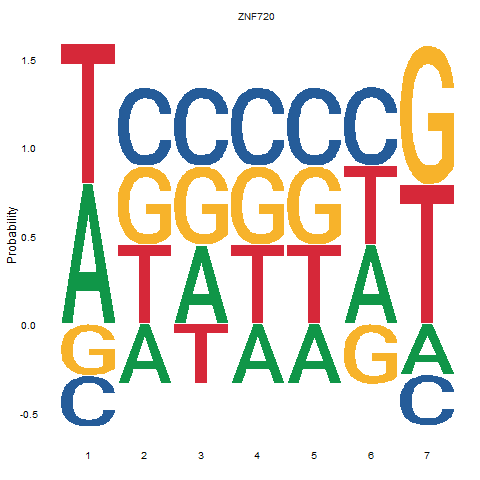 ZNF720
1.5
1.0
0.5
0.0
-0.5
Probability
T C C C C C G
A G G G G T T
G T A T T A A
C A T A A G C
1 2 3 4 5 6 7